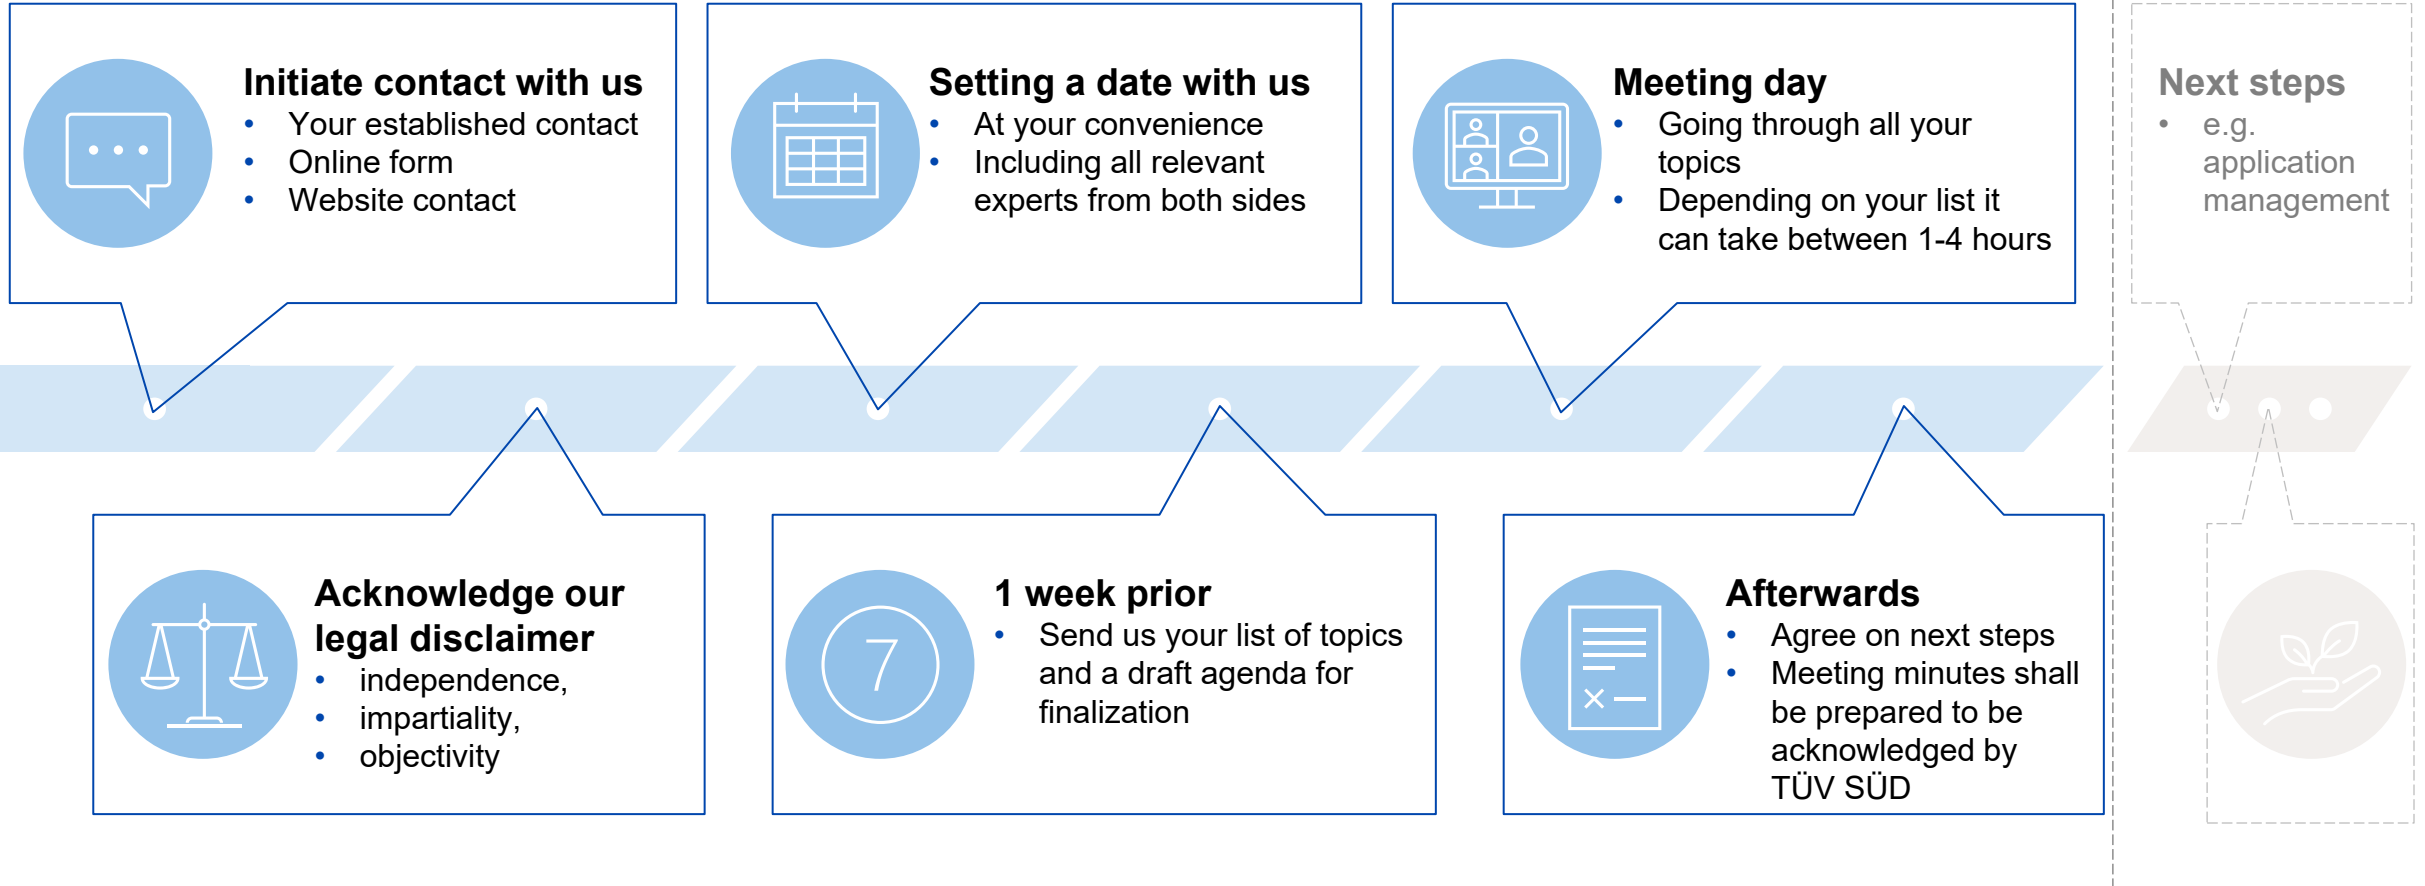 Initiate contact with us
• Your established contact
• Online form
• Website contact
Setting a date with us
• At your convenience
• Including all relevant
experts from both sides
Meeting day
• Going through all your
topics
• Depending on your list it
can take between 1-4 hours
Next steps
• e.g.
application
management
Acknowledge our
legal disclaimer
• independence,
• impartiality,
• objectivity
7
1 week prior
• Send us your list of topics
and a draft agenda for
finalization
Afterwards
• Agree on next steps
• Meeting minutes shall
be prepared to be
acknowledged by
TÜV SÜD